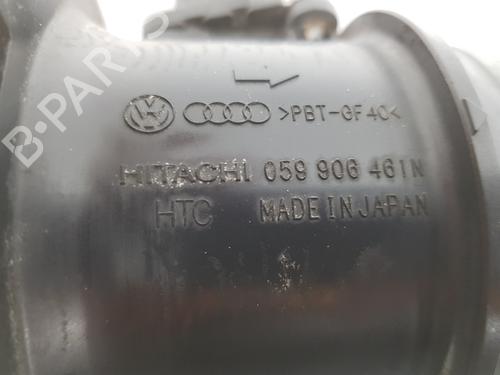 >PBT-GF40<
HITACHI 059 906 461N
HTC MADE IN JAPAN
B-PARTS